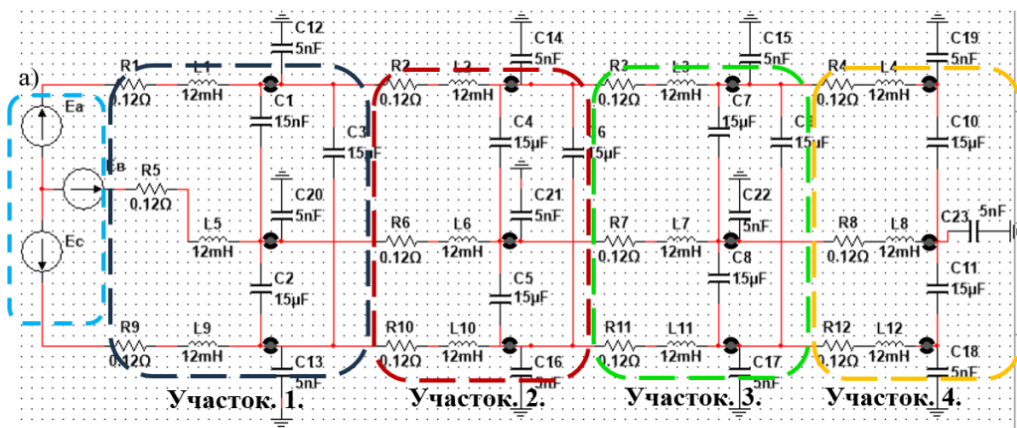 C12
5nF
C14
5nF
C15
5nF
C19
5nF
а)
R1
L1
R2
L2
R3
L3
R4
L4
0.12Ω
12mH
0.12Ω
12mH
0.12Ω
12mH
0.12Ω
12mH
Ea
C1
15nF
C3
C4
15µF
C7
15µF
C10
15µF
R5
0.12Ω
C20
5nF
C21
5nF
C22
5nF
C23
5nF
L5
12mH
R6
0.12Ω
L6
12mH
R7
0.12Ω
L7
12mH
R8
0.12Ω
L8
12mH
Ec
C2
15µF
C5
15µF
C8
15µF
C11
15µF
R9
0.12Ω
L9
12mH
R10
0.12Ω
L10
12mH
R11
0.12Ω
L11
12mH
R12
0.12Ω
L12
12mH
C13
5nF
C16
5nF
C17
5nF
C18
5nF
Участок. 1.
Участок. 2.
Участок. 3.
Участок. 4.